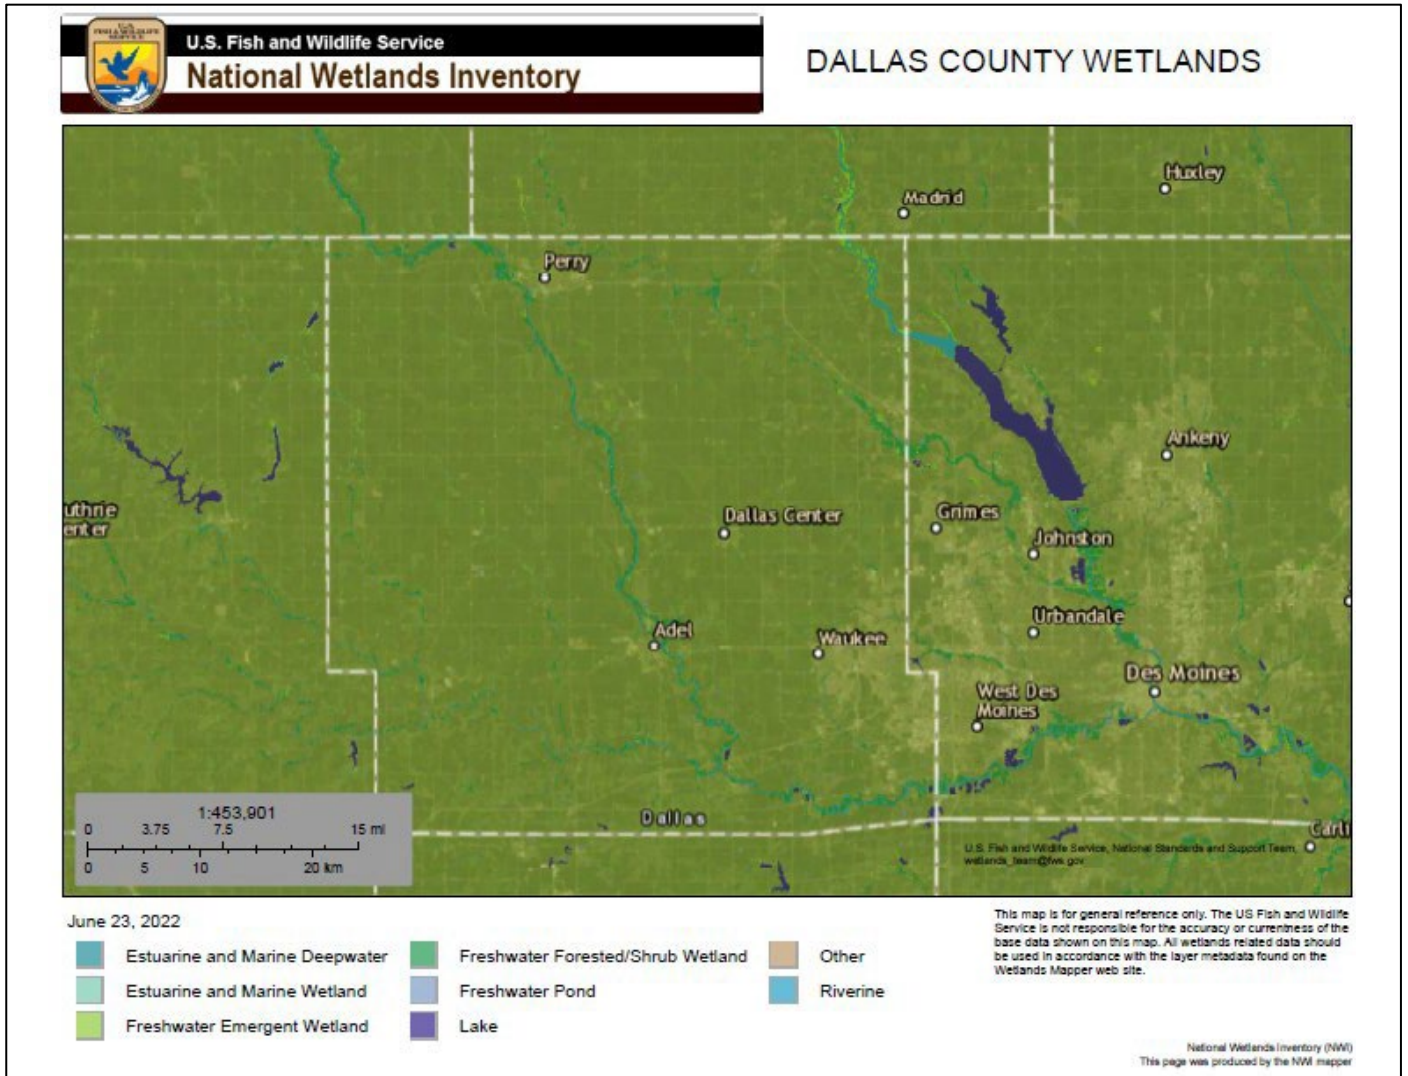 U.S.
FISH & WILDLIFE
SERVICE
U.S. Fish and Wildlife Service
National Wetlands Inventory
DALLAS COUNTY WETLANDS
Huxley
Madrid
Perry
Ankeny
uthrie
enter
Dallas Center
Grimes
Johnston
Adel
Waukee
Urbandale
Des Moines
West Des
Moines
Dallas
Carli
1:453,901
0 3.75 7.5 15 mi
0 5 10 20 km
U.S. Fish and Wildlife Service, National Standards and Support Team,
wetlands_team@fws.gov
June 23, 2022
Estuarine and Marine Deepwater
Estuarine and Marine Wetland
Freshwater Emergent Wetland
Freshwater Forested/Shrub Wetland
Freshwater Pond
Lake
Other
Riverine
This map is for general reference only. The US Fish and Wildlife
Service is not responsible for the accuracy or currentness of the
base data shown on this map. All wetlands related data should
be used in accordance with the layer metadata found on the
Wetlands Mapper web site.
National Wetlands Inventory (NWI)
This page was produced by the NWI mapper